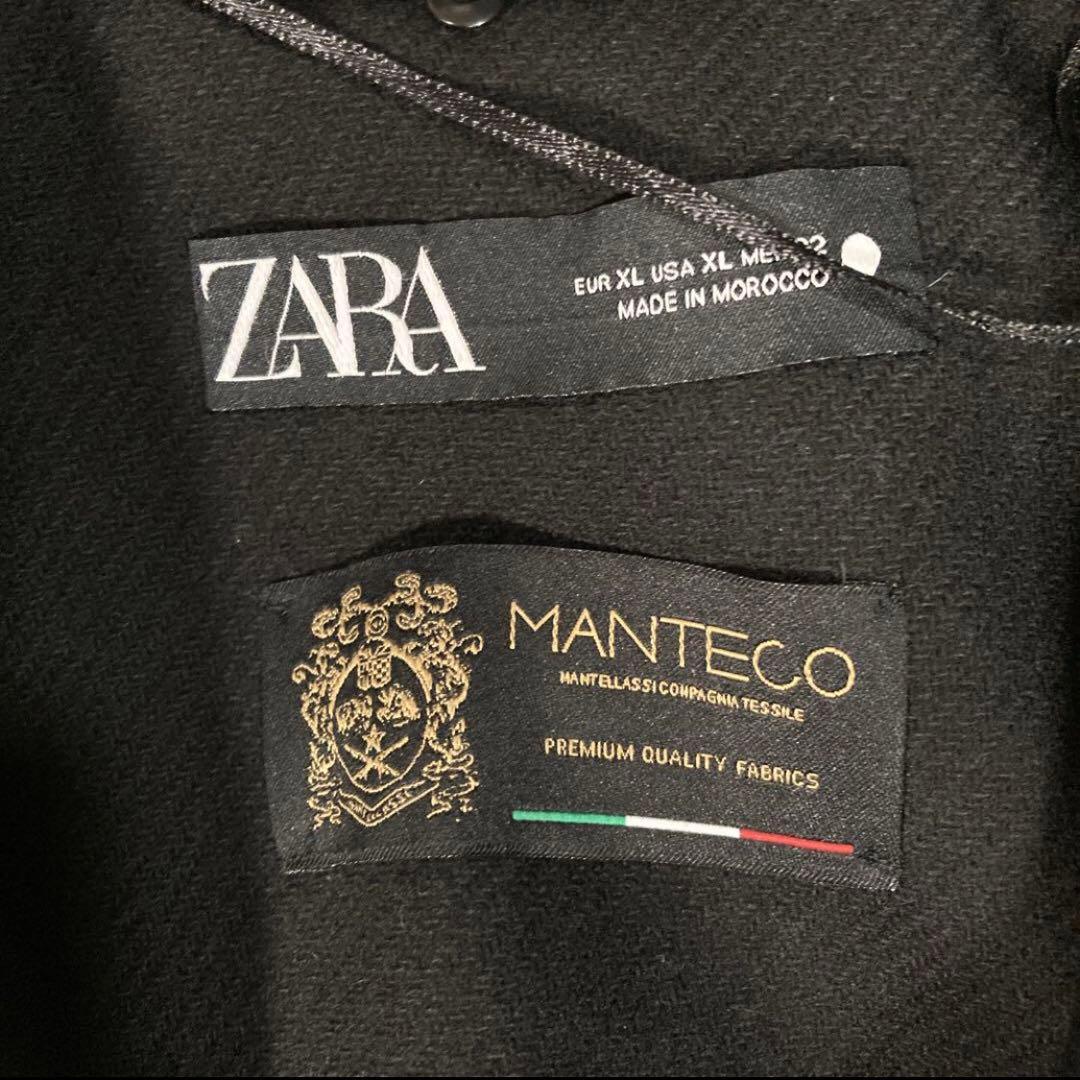 ZARA
EUR XL USA XL
MADE IN MOROCCO
MANTECO
MANTELLASSI COMPAGNIA TESSILE
PREMIUM QUALITY FABRICS